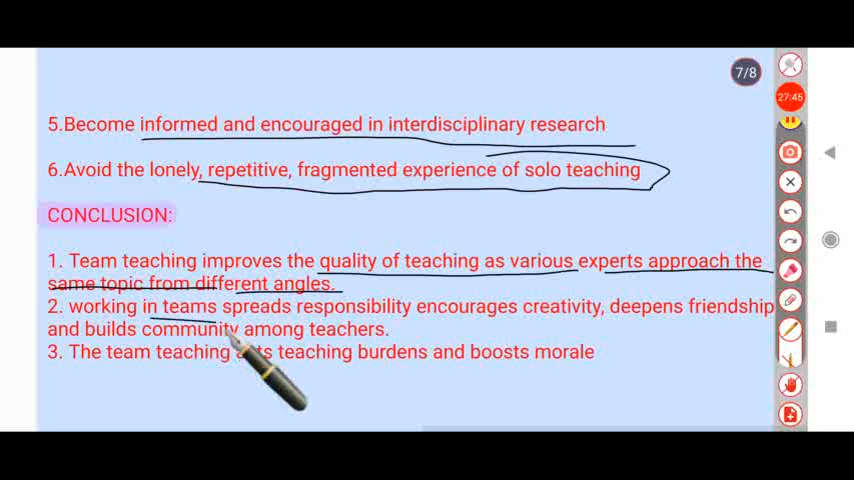 7/8
27:45
5.Become informed and encouraged in interdisciplinary research
6.Avoid the lonely, repetitive, fragmented experience of solo teaching
CONCLUSION:
1. Team teaching improves the quality of teaching as various experts approach the
same topic from different angles.
2. working in teams spreads responsibility encourages creativity, deepens friendship
and builds community among teachers.
3. The team teaching teaching burdens and boosts morale